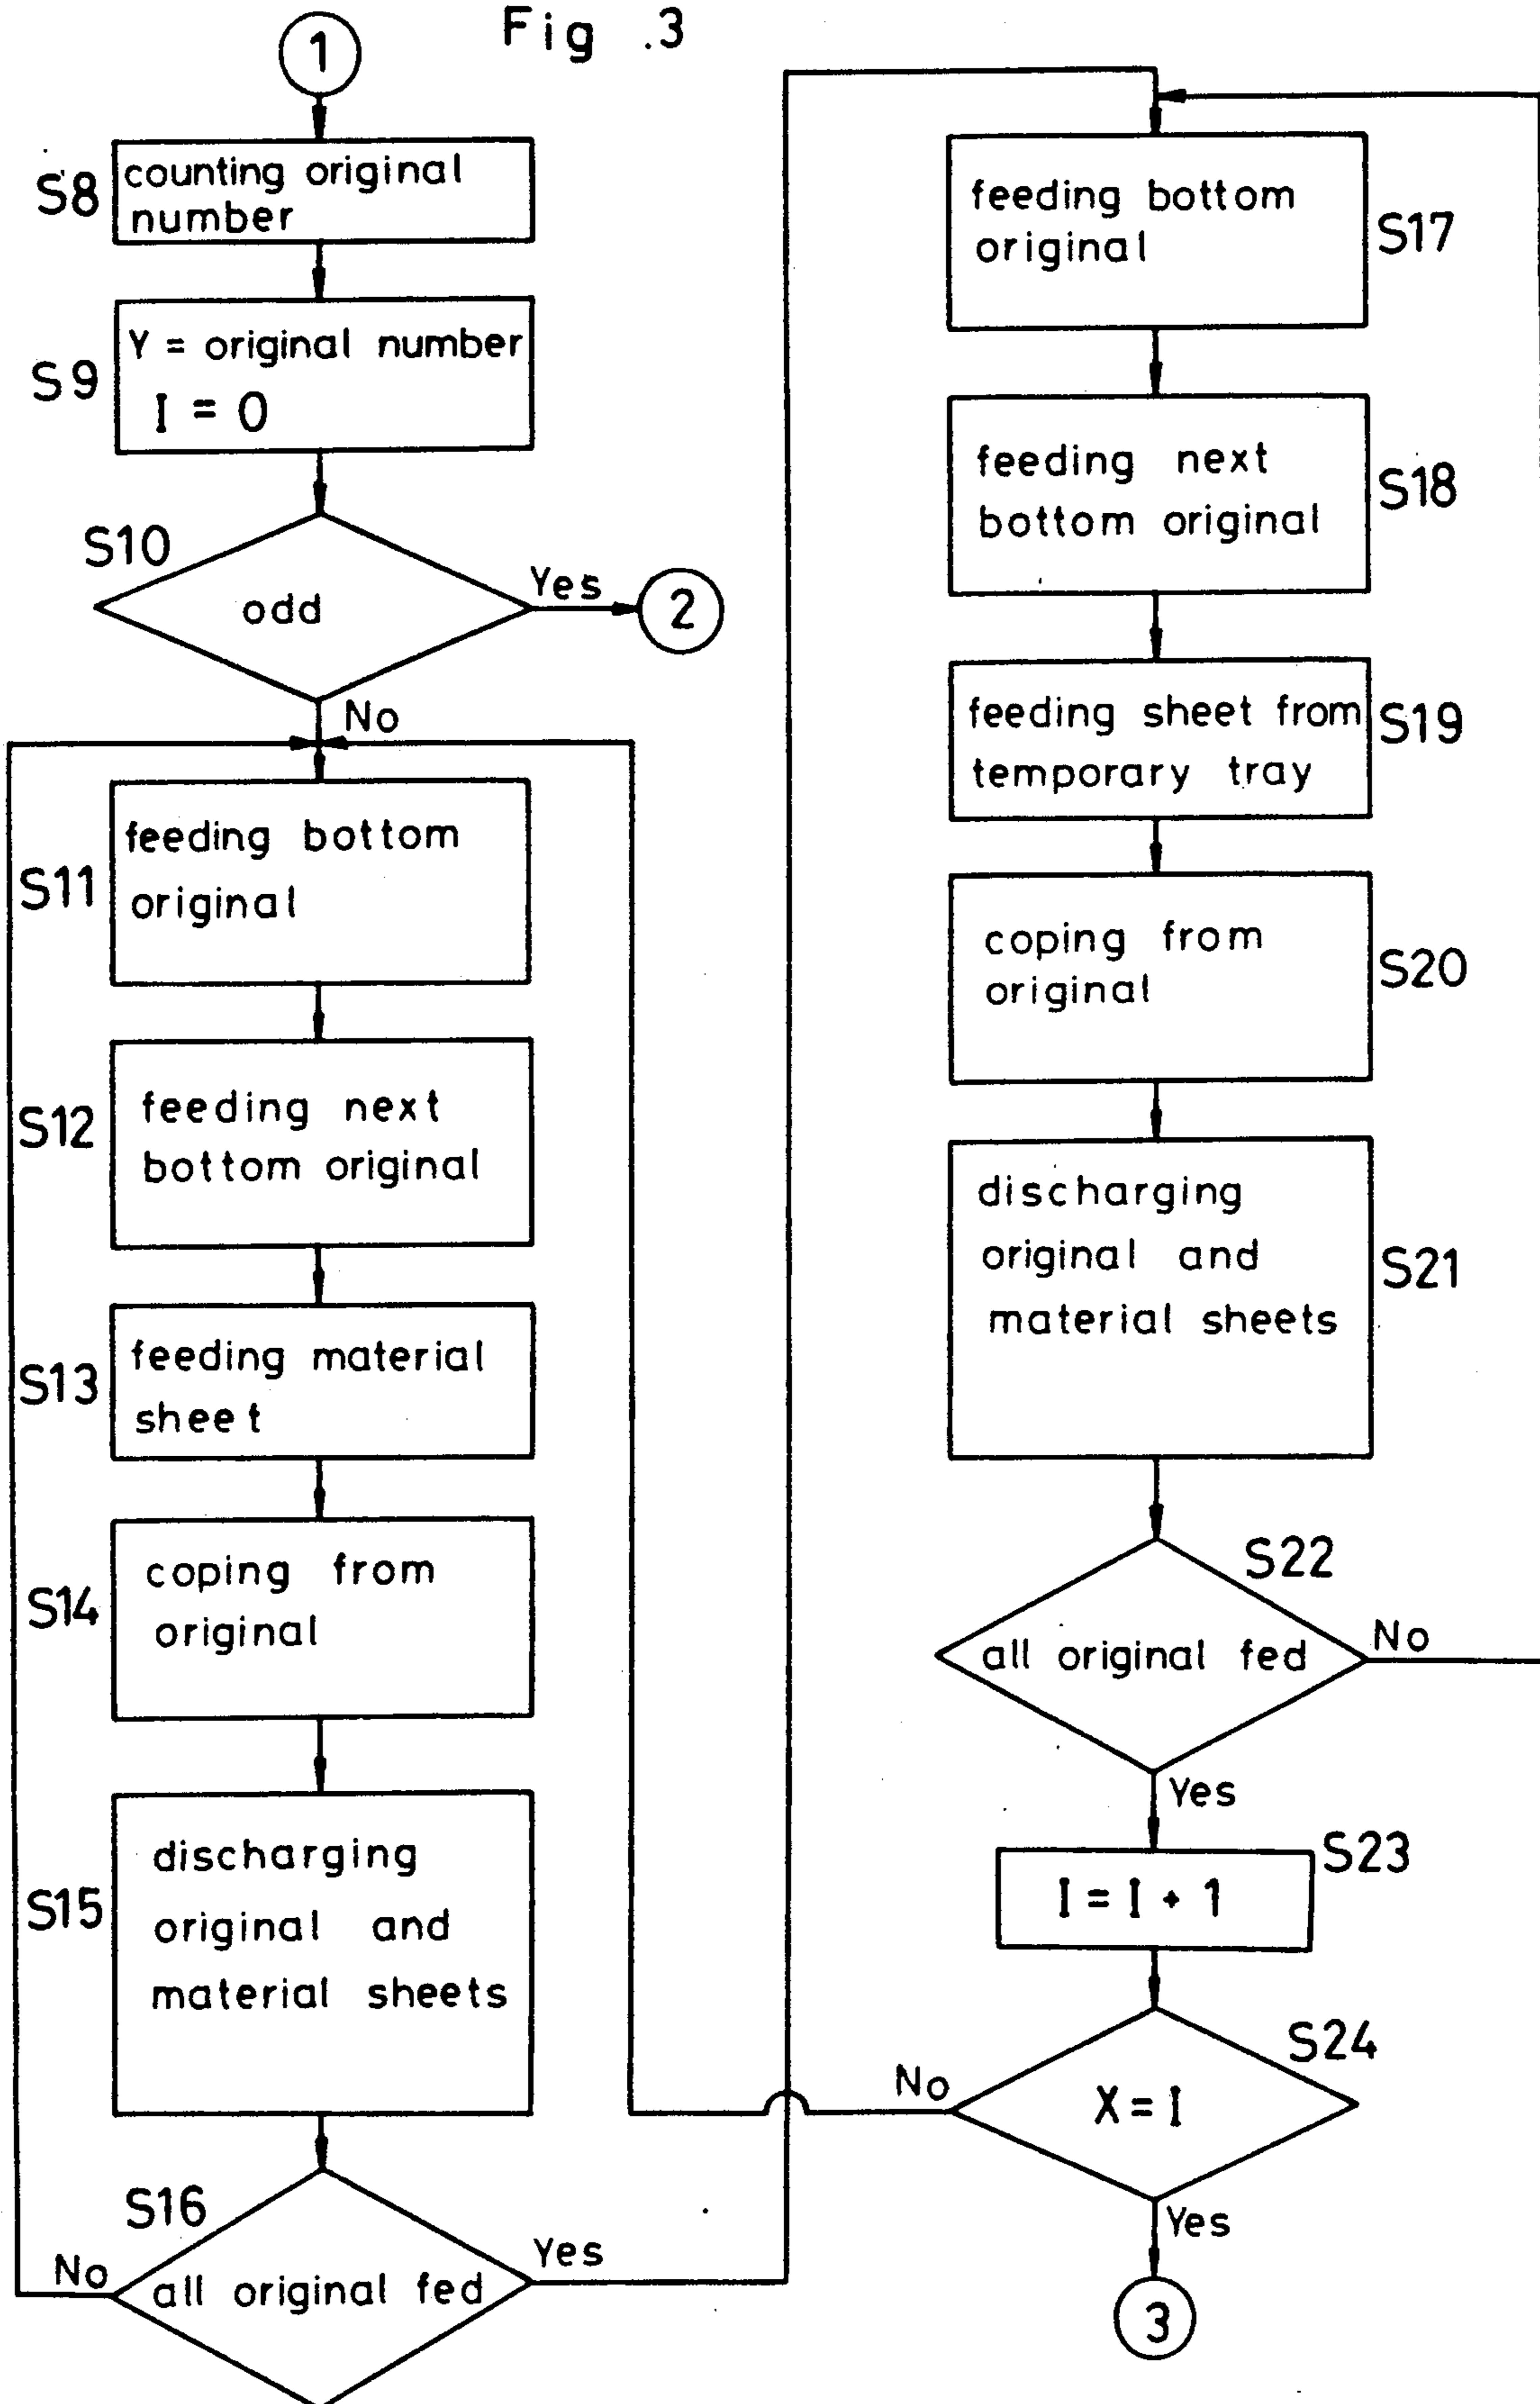 Fig .3
1
S8
counting original
number
S9
Y = original number
I = 0
S10
odd
Yes
2
No
S11
feeding bottom
original
S12
feeding next
bottom original
S13
feeding material
sheet
S14
coping from
original
S15
discharging
original and
material sheets
S16
all original fed
No
Yes
feeding bottom
original
S17
feeding next
bottom original
S18
feeding sheet from
temporary tray
S19
coping from
original
S20
discharging
original and
material sheets
S21
S22
all original fed
No
Yes
S23
I = I + 1
S24
X = I
No
Yes
3